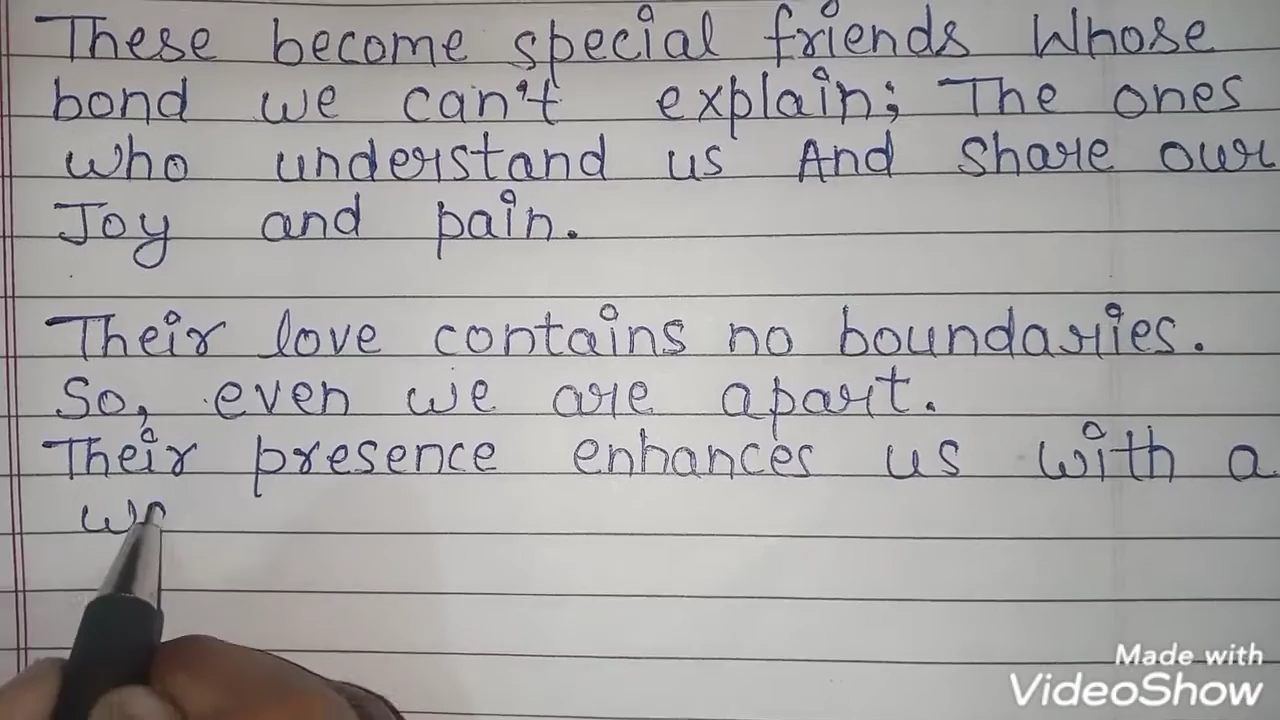 These become special friends Whose
bond we can't explain; The ones
who understand us And share our
Joy and pain.
Their love contains no boundaries.
So, even we are apart.
Their presence enhances us with a
Made with
VideoShow